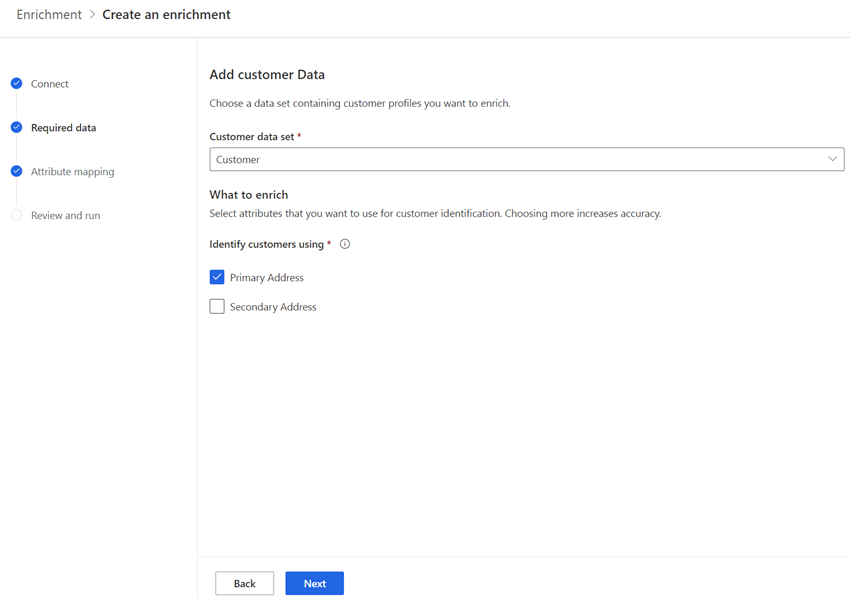 Enrichment > Create an enrichment
Connect
Required data
Attribute mapping
Review and run
Add customer Data
Choose a data set containing customer profiles you want to enrich.
Customer data set *
Customer
What to enrich
Select attributes that you want to use for customer identification. Choosing more increases accuracy.
Identify customers using *
Primary Address
Secondary Address
Back
Next